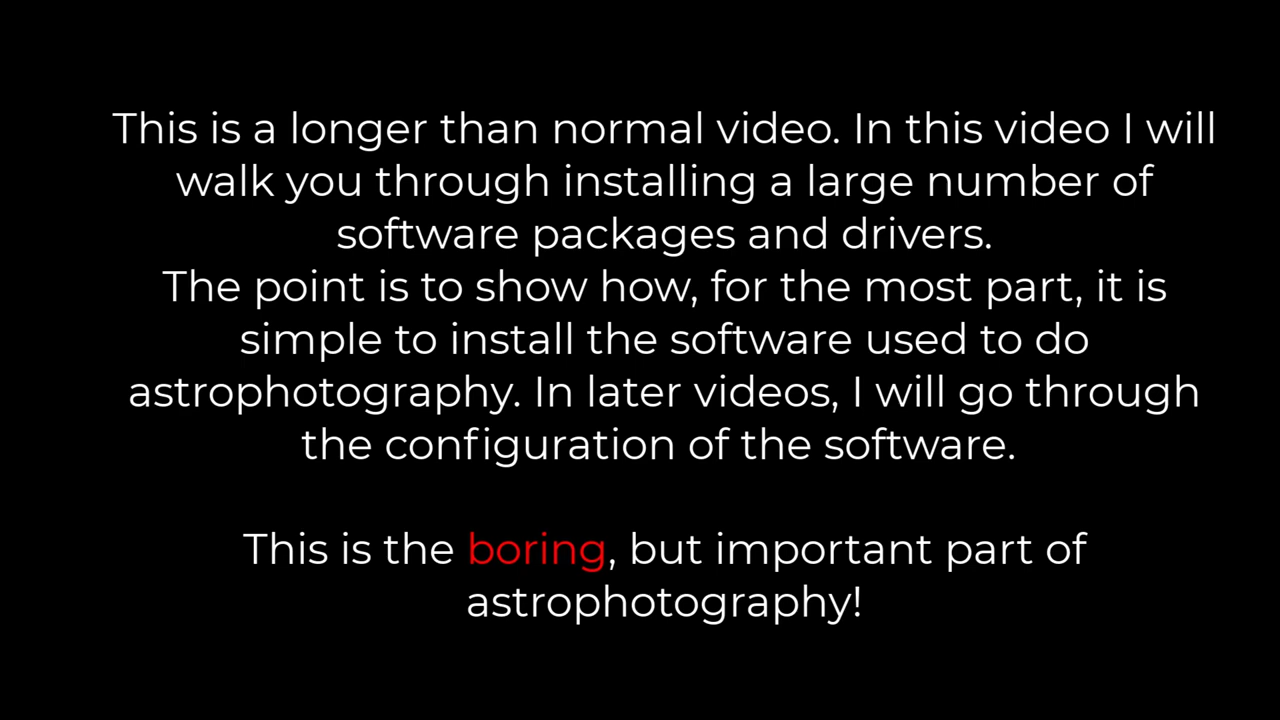 This is a longer than normal video. In this video I will
walk you through installing a large number of
software packages and drivers.
The point is to show how, for the most part, it is
simple to install the software used to do
astrophotography. In later videos, I will go through
the configuration of the software.
This is the boring, but important part of
astrophotography!